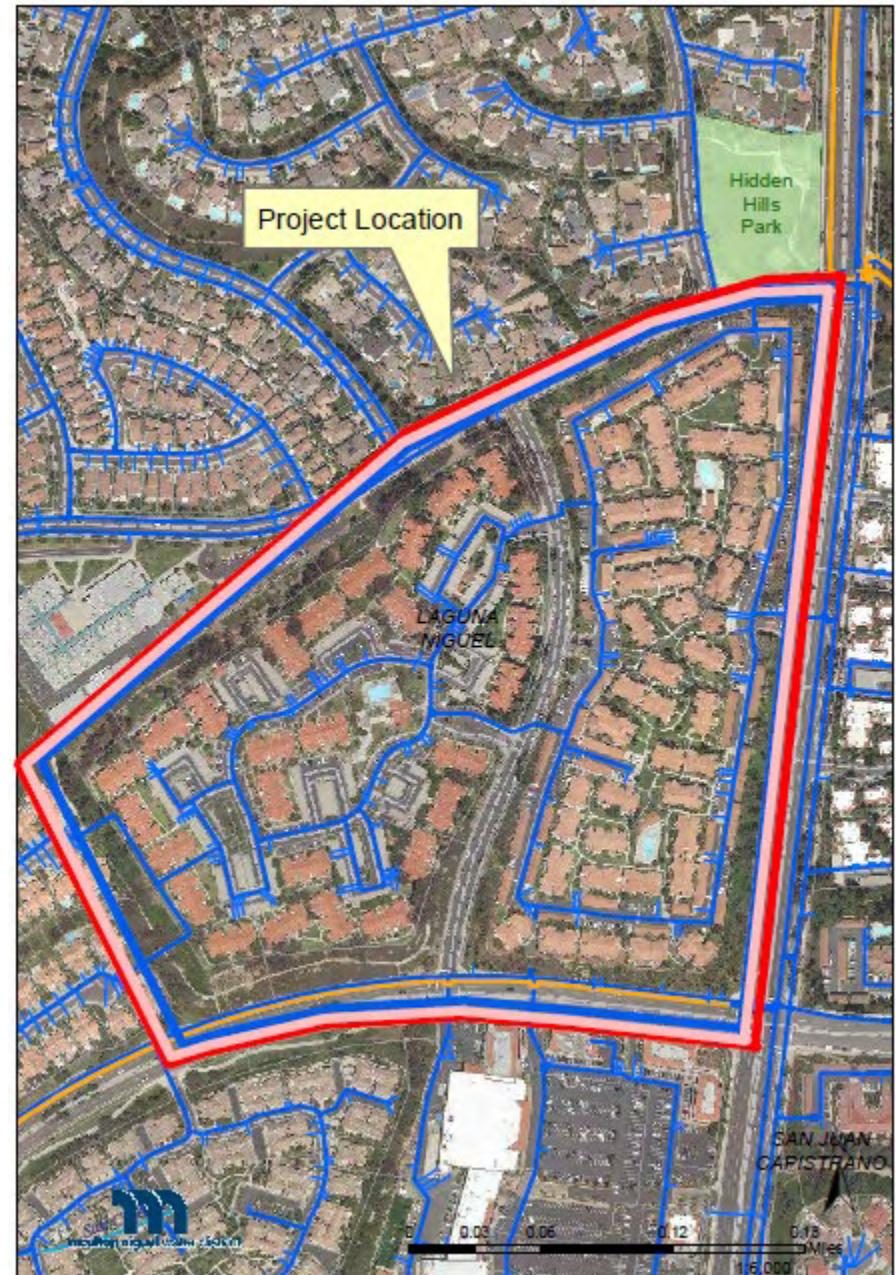 Hidden
Hills
Park
Project Location
LAGUNA
NIGUEL
SAN JUAN
CAPISTRANO
0 0.03 0.06 0.12 0.18
Miles
1:6,000